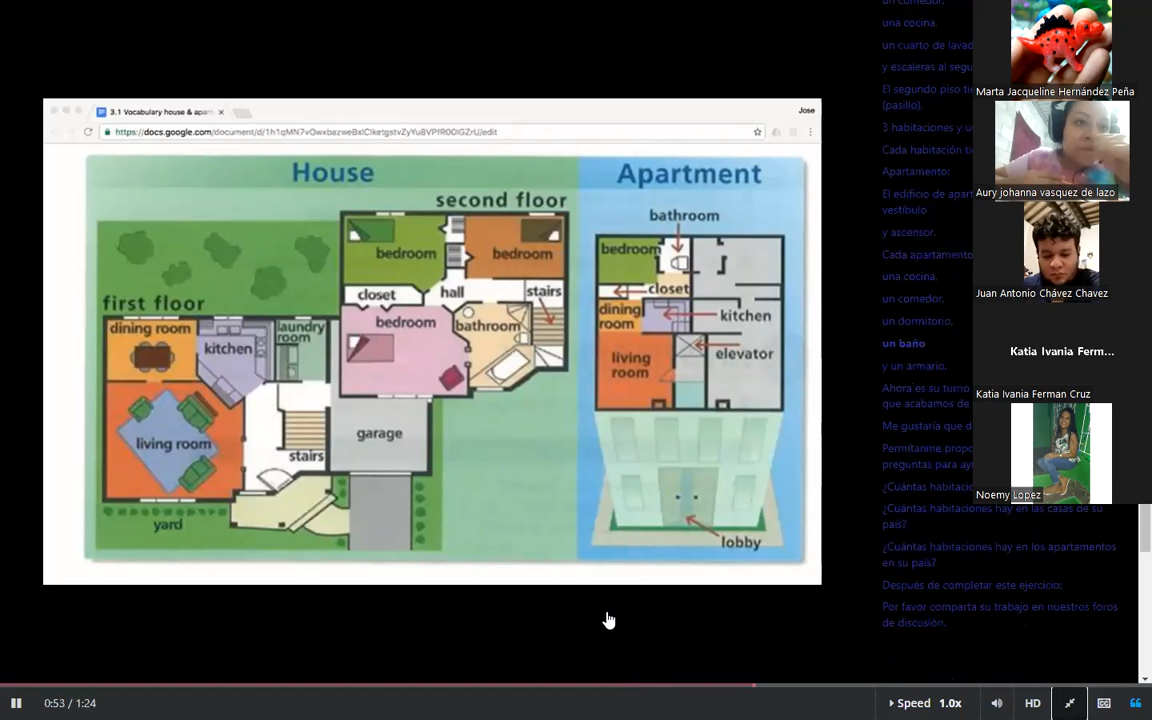 3.1 Vocabulary house & apar
Jose
House
Apartment
second floor
bathroom
bedroom
bedroom
bedroom
closet
hall
stairs
closet
first floor
bedroom
bathroom
dining
room
kitchen
dining room
kitchen
laundry
room
living
room
elevator
garage
living room
stairs
yard
lobby
un comedor,
una cocina,
un cuarto de lavad
y escaleras al segu
El segundo piso tie
(pasillo).
3 habitaciones y u
Cada habitación tie
Apartamento:
El edificio de apart
vestíbulo
y ascensor.
Cada apartamento
una cocina.
un comedor.
un dormitorio.
un baño
y un armario.
Ahora es su turno
que acabamos de
Me gustaría que d
Permítanme propo
preguntas para ayu
¿Cuántas habitació
¿Cuántas habitaciones hay en las casas de su
país?
¿Cuántas habitaciones hay en los apartamentos
en su país?
Después de completar este ejercicio:
Por favor comparta su trabajo en nuestros foros
de discusión.
Marta Jacqueline Hernández Peña
Aury johanna vasquez de lazo
Juan Antonio Chávez Chavez
Katia Ivania Ferm...
Katia Ivania Ferman Cruz
Noemy Lopez
0:53 / 1:24
Speed 1.0x
HD